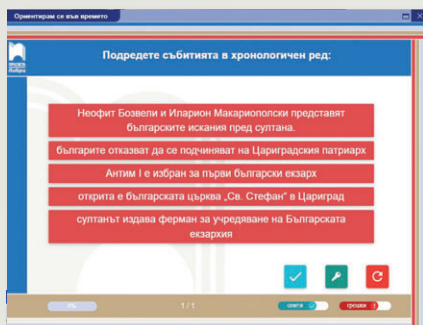 Ориентирам се във времето
Подредете събитията в хронологичен ред:
Неофит Бозвели и Иларион Макариополски представят
българските искания пред султана.
българите отказват да се подчиняват на Цариградския патриарх
Антим I е избран за първи български екзарх
открита е българската църква „Св. Стефан“ в Цариград
султанът издава ферман за учредяване на Българската
екзархия
0%
1 / 1
грешки